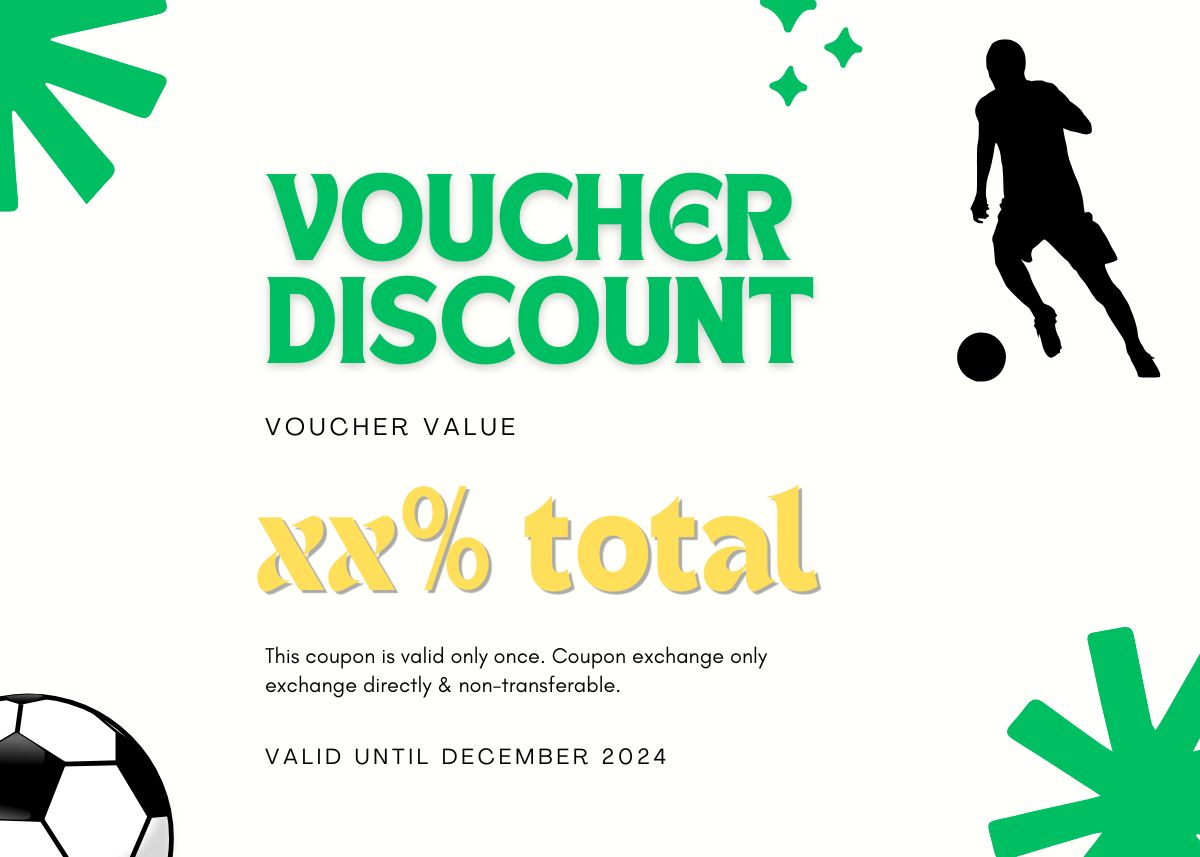 VOUCHER
DISCOUNT
VOUCHER VALUE
xx% total
This coupon is valid only once. Coupon exchange only
exchange directly & non-transferable.
VALID UNTIL DECEMBER 2024